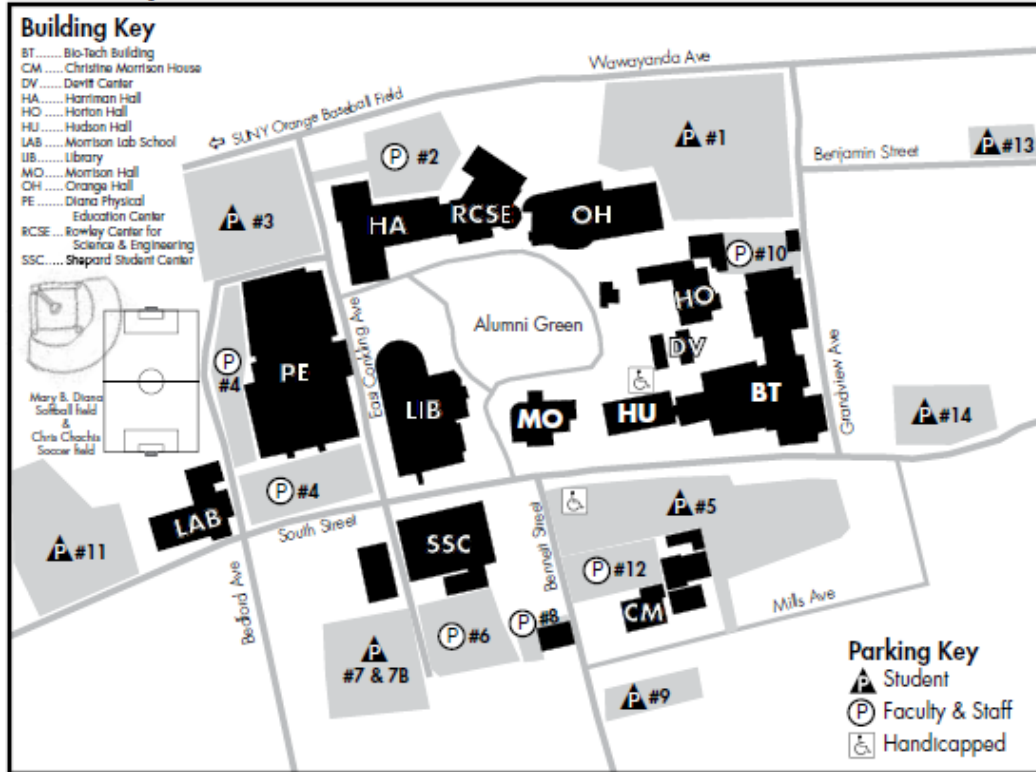 Building Key
BT....... Bio-Tech Building
CM..... Christine Morrison House
DV...... Devitt Center
HA...... Harriman Hall
HO ..... Horton Hall
HU ...... Hudson Hall
LAB ..... Morrison Lab School
LIB....... Library
MO..... Morrison Hall
OH ..... Orange Hall
PE ....... Diana Physical
Education Center
RCSE... Rowley Center for
Science & Engineering
SSC..... Shepard Student Center
Wawayanda Ave
SUNY Orange Baseball Field
P #2
P #1
Benjamin Street
P #13
P #3
HA
RCSE
OH
P #10
HO
Alumni Green
East Conkling Ave
P
#4
PE
DV
Grandview Ave
LIB
MO
HU
BT
P #14
Mary B. Diana
Softball field
&
Chris Chachis
Soccer field
P #4
South Street
LAB
P #11
SSC
Bennett Street
P #5
P #12
CM
Mills Ave
Bedford Ave
P #6
P #8
P
#7 & 7B
P #9
Parking Key
P Student
P Faculty & Staff
Handicapped